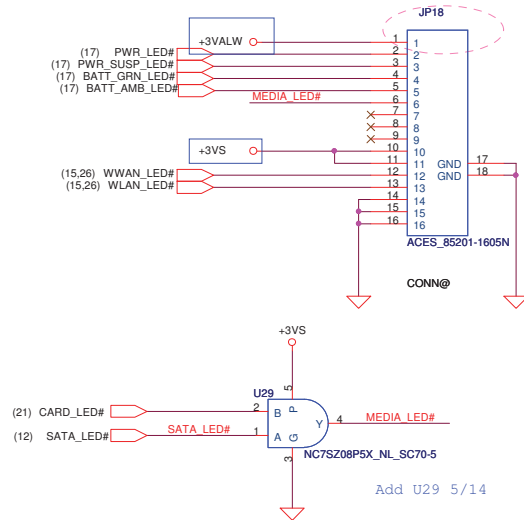 JP18
+3VALW 1 1
(17) PWR_LED# 2 2
(17) PWR_SUSP_LED# 3 3
(17) BATT_GRN_LED# 4 4
(17) BATT_AMB_LED# 5 5
MEDIA_LED# 6 6
7 7
8 8
9 9
+3VS 10 10
11 11 GND 17
(15,26) WWAN_LED# 12 12 GND 18
(15,26) WLAN_LED# 13 13
14 14
15 15
16 16
ACES_85201-1605N
CONN@
+3VS
U29 5
(21) CARD_LED# 2 B P
Y 4 MEDIA_LED#
(12) SATA_LED# SATA_LED# 1 A G
3 NC7SZ08P5X_NL_SC70-5
Add U29 5/14